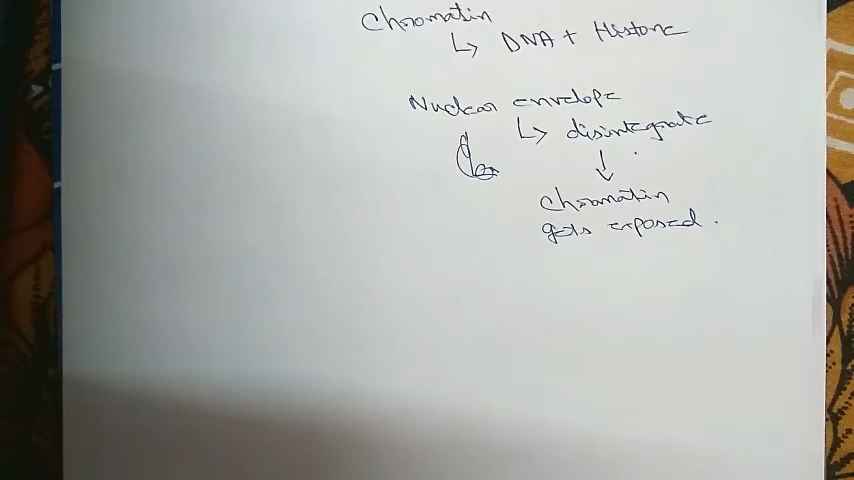 Chromatin
↳ DNA + Histone
Nuclear envelope
↳ disintegrate
↓
Chromatin
gets exposed.